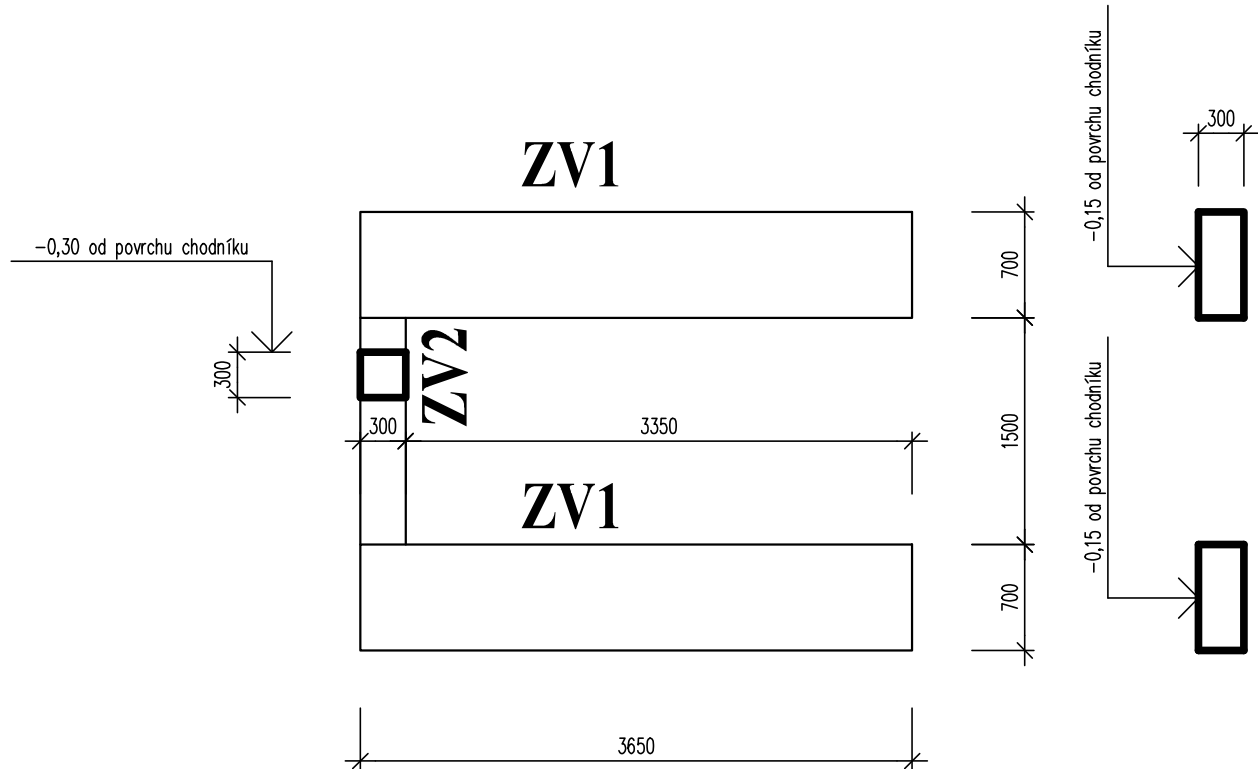 -0,15 od povrchu chodníku
300
ZV1
-0,30 od povrchu chodníku
700
300
ZV2
300
3350
1500
-0,15 od povrchu chodníku
ZV1
700
3650